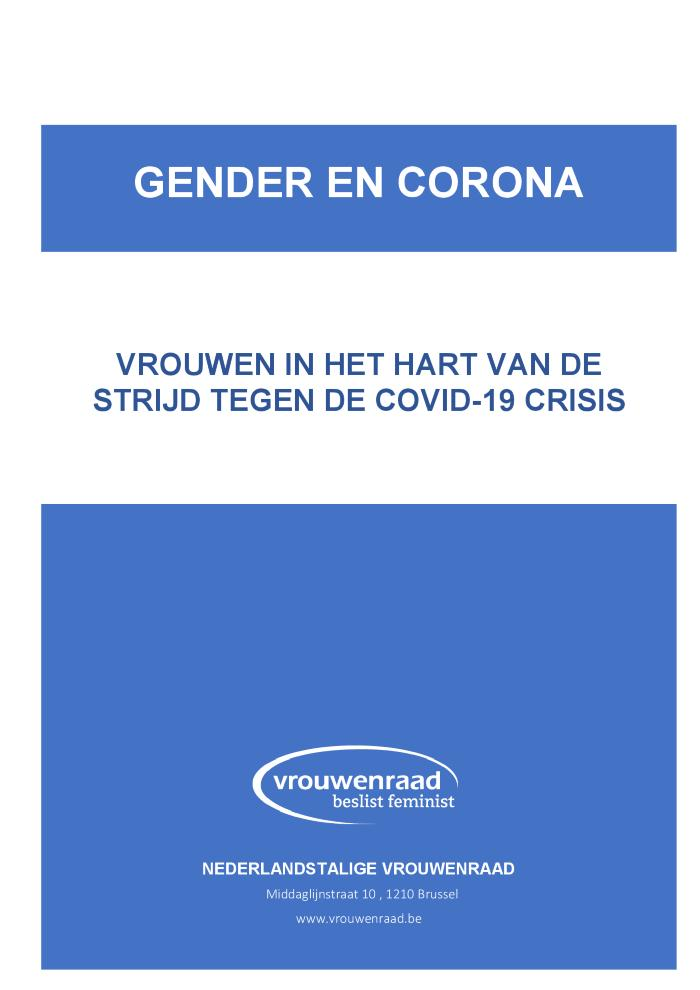 GENDER EN CORONA
VROUWEN IN HET HART VAN DE
STRIJD TEGEN DE COVID-19 CRISIS
vrouwenraad
beslist feminist
NEDERLANDSTALIGE VROUWENRAAD
Middaglijnstraat 10 , 1210 Brussel
www.vrouwenraad.be